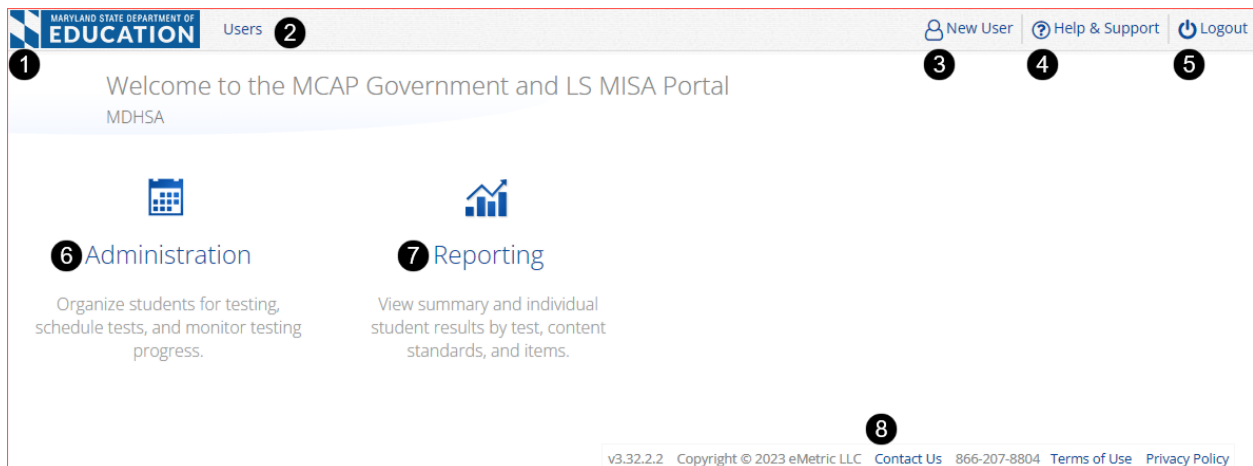 MARYLAND STATE DEPARTMENT OF
EDUCATION
Users 2
New User
Help & Support
Logout
1
3
4
5
Welcome to the MCAP Government and LS MISA Portal
MDHSA
6 Administration
Organize students for testing,
schedule tests, and monitor testing
progress.
7 Reporting
View summary and individual
student results by test, content
standards, and items.
8
v3.32.2.2 Copyright © 2023 eMetric LLC Contact Us 866-207-8804 Terms of Use Privacy Policy